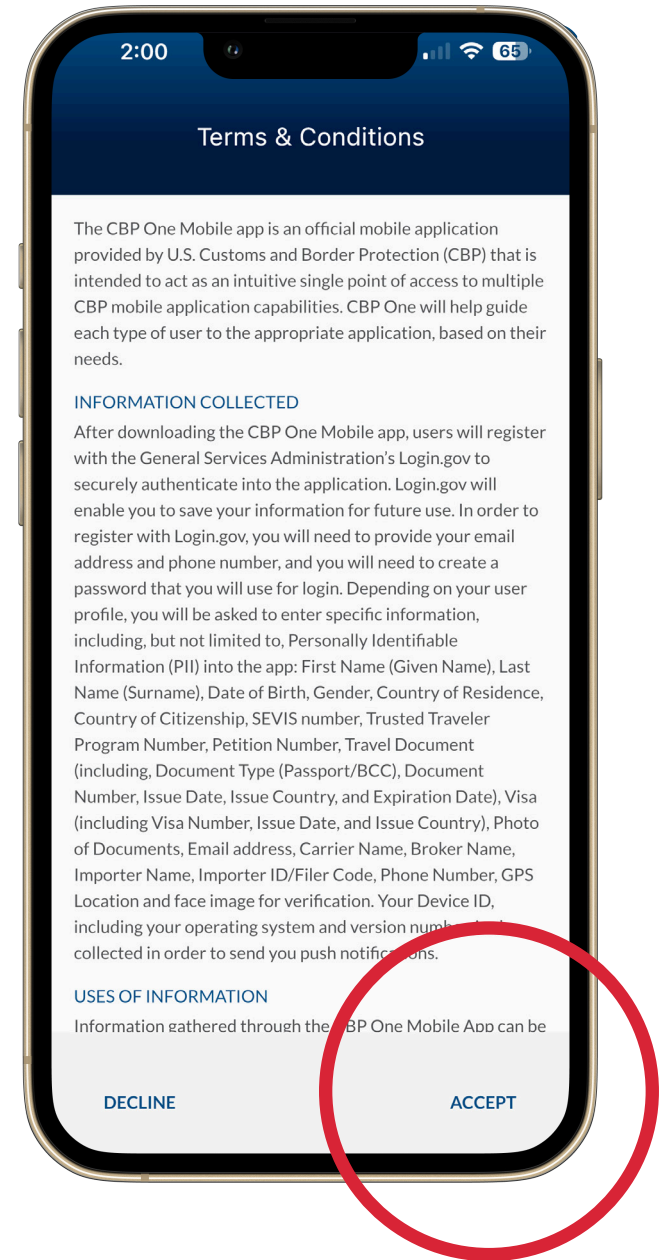 2:00
65
Terms & Conditions
The CBP One Mobile app is an official mobile application
provided by U.S. Customs and Border Protection (CBP) that is
intended to act as an intuitive single point of access to multiple
CBP mobile application capabilities. CBP One will help guide
each type of user to the appropriate application, based on their
needs.
INFORMATION COLLECTED
After downloading the CBP One Mobile app, users will register
with the General Services Administration's Login.gov to
securely authenticate into the application. Login.gov will
enable you to save your information for future use. In order to
register with Login.gov, you will need to provide your email
address and phone number, and you will need to create a
password that you will use for login. Depending on your user
profile, you will be asked to enter specific information,
including, but not limited to, Personally Identifiable
Information (PII) into the app: First Name (Given Name), Last
Name (Surname), Date of Birth, Gender, Country of Residence,
Country of Citizenship, SEVIS number, Trusted Traveler
Program Number, Petition Number, Travel Document
(including, Document Type (Passport/BCC), Document
Number, Issue Date, Issue Country, and Expiration Date), Visa
(including Visa Number, Issue Date, and Issue Country), Photo
of Documents, Email address, Carrier Name, Broker Name,
Importer Name, Importer ID/Filer Code, Phone Number, GPS
Location and face image for verification. Your Device ID,
including your operating system and version
collected in order to send you push notifications.
USES OF INFORMATION
Information gathered through the CBP One Mobile App can be
DECLINE
ACCEPT